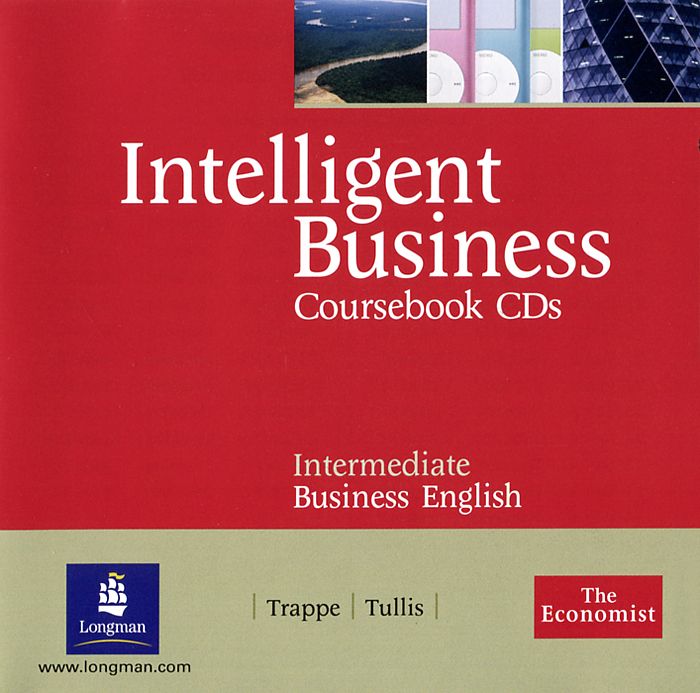 Intelligent
Business
Coursebook CDs
Intermediate
Business English
Longman
www.longman.com
| Trappe | Tullis |
The
Economist